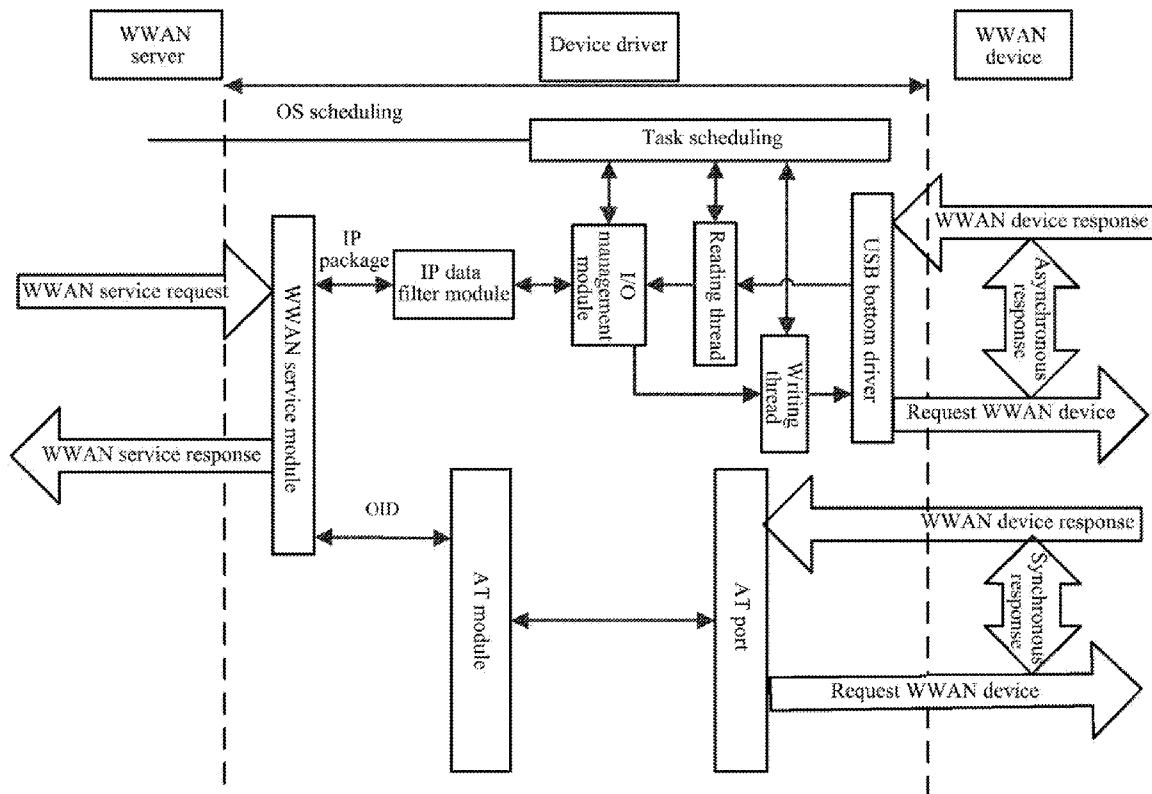 WWAN
server
Device driver
WWAN
device
OS scheduling
Task scheduling
WWAN device response
IP
package
IP data
filter module
I/O
management
module
Reading thread
USB bottom driver
WWAN service request
WWAN service module
Asynchronous
response
Writing
thread
Request WWAN device
WWAN service response
OID
WWAN device response
AT module
AT port
Synchronous
response
Request WWAN device